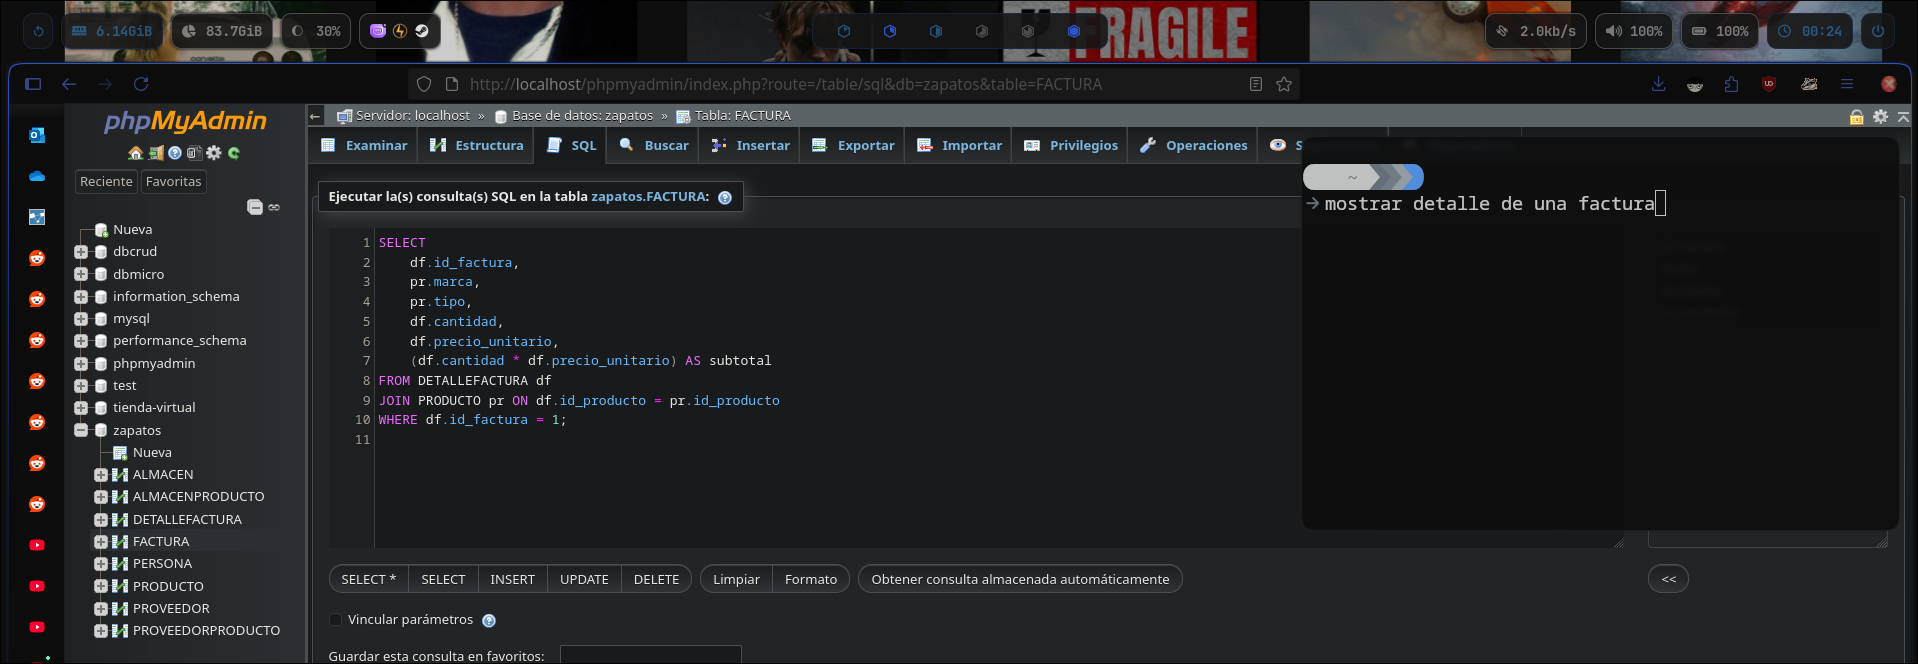 6.14GiB
83.7GiB
30%
FRAGILE
2.0kb/s
100%
100%
00:24
http://localhost/phpmyadmin/index.php?route=/table/sql&db=zapatos&table=FACTURA
phpMyAdmin
Reciente
Favoritas
Nueva
dbcrud
dbmicro
information_schema
mysql
performance_schema
phpmyadmin
test
tienda-virtual
zapatos
Nueva
ALMACEN
ALMACENPRODUCTO
DETALLEFACTURA
FACTURA
PERSONA
PRODUCTO
PROVEEDOR
PROVEEDORPRODUCTO
Servidor: localhost » Base de datos: zapatos » Tabla: FACTURA
Examinar
Estructura
SQL
Buscar
Insertar
Exportar
Importar
Privilegios
Operaciones
Ejecutar la(s) consulta(s) SQL en la tabla zapatos.FACTURA:
1 SELECT
2 df.id_factura,
3 pr.marca,
4 pr.tipo,
5 df.cantidad,
6 df.precio_unitario,
7 (df.cantidad * df.precio_unitario) AS subtotal
8 FROM DETALLEFACTURA df
9 JOIN PRODUCTO pr ON df.id_producto = pr.id_producto
10 WHERE df.id_factura = 1;
11
~
→ mostrar detalle de una factura
SELECT *
SELECT
INSERT
UPDATE
DELETE
Limpiar
Formato
Obtener consulta almacenada automáticamente
<<
Vincular parámetros
Guardar esta consulta en favoritos: